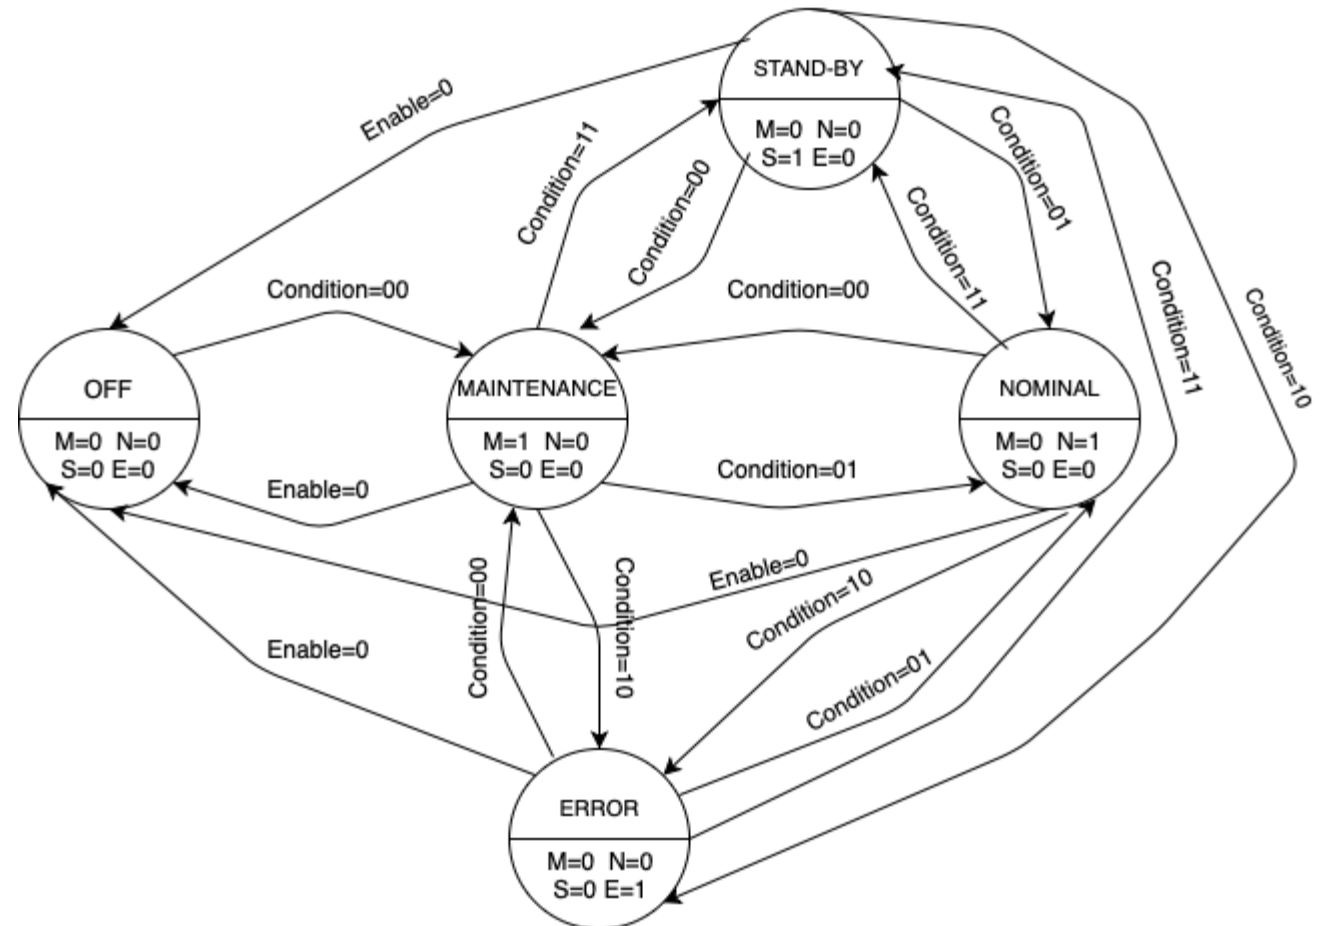 STAND-BY
M=0 N=0
S=1 E=0
Enable=0
Condition=11
Condition=00
Condition=01
Condition=11
Condition=11
Condition=10
Condition=00
Condition=00
OFF
M=0 N=0
S=0 E=0
MAINTENANCE
M=1 N=0
S=0 E=0
NOMINAL
M=0 N=1
S=0 E=0
Enable=0
Condition=01
Enable=0
Condition=00
Condition=10
Enable=0
Condition=10
Condition=01
ERROR
M=0 N=0
S=0 E=1